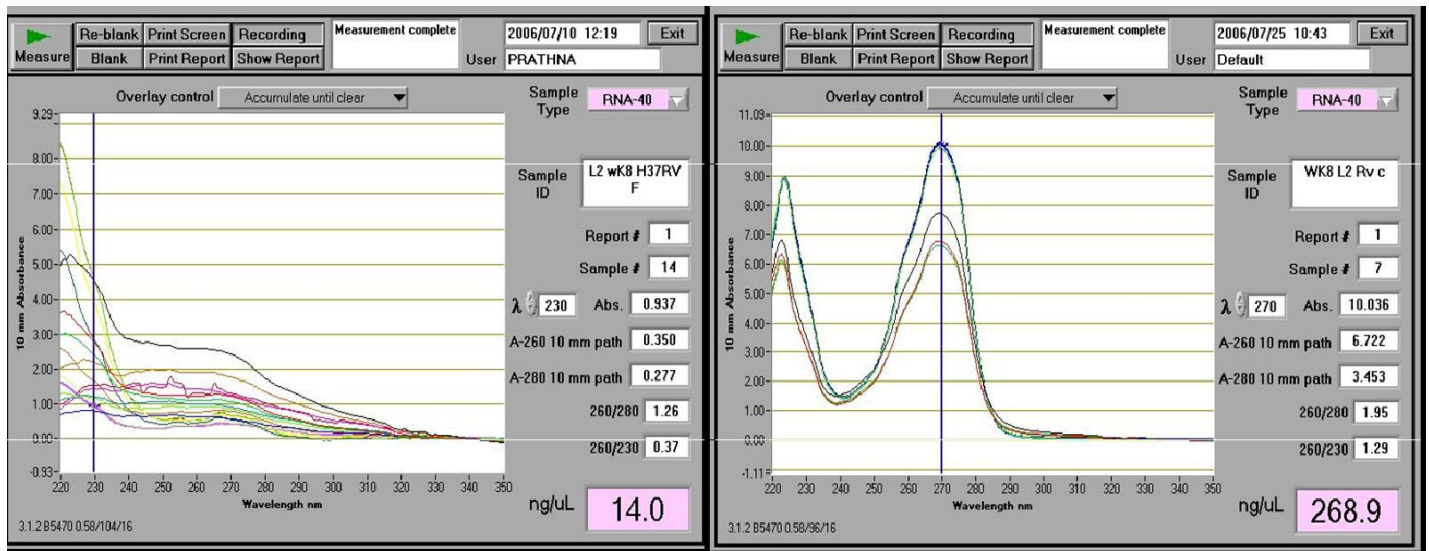 Measure
Re-blank Print Screen Recording
Blank Print Report Show Report
Measurement complete
2006/07/10 12:19 Exit
User PRATHNA
Overlay control Accumulate until clear
Sample Type RNA-40
Sample ID L2 wK8 H37RV F
Report # 1
Sample # 14
λ 230 Abs. 0.937
A-260 10 mm path 0.350
A-280 10 mm path 0.277
260/280 1.26
260/230 0.37
ng/uL 14.0
10 mm Absorbance
9.29
8.00
7.00
6.00
5.00
4.00
3.00
2.00
1.00
0.00
-0.93
220 230 240 250 260 270 280 290 300 310 320 330 340 350
Wavelength nm
3.1.2 B5470 0.58/104/16
Measure
Re-blank Print Screen Recording
Blank Print Report Show Report
Measurement complete
2006/07/25 10:43 Exit
User Default
Overlay control Accumulate until clear
Sample Type RNA-40
Sample ID WK8 L2 Rv c
Report # 1
Sample # 7
λ 270 Abs. 10.036
A-260 10 mm path 6.722
A-280 10 mm path 3.453
260/280 1.95
260/230 1.29
ng/uL 268.9
10 mm Absorbance
11.09
10.00
9.00
8.00
7.00
6.00
5.00
4.00
3.00
2.00
1.00
0.00
-1.11
220 230 240 250 260 270 280 290 300 310 320 330 340 350
Wavelength nm
3.1.2 B5470 0.58/96/16